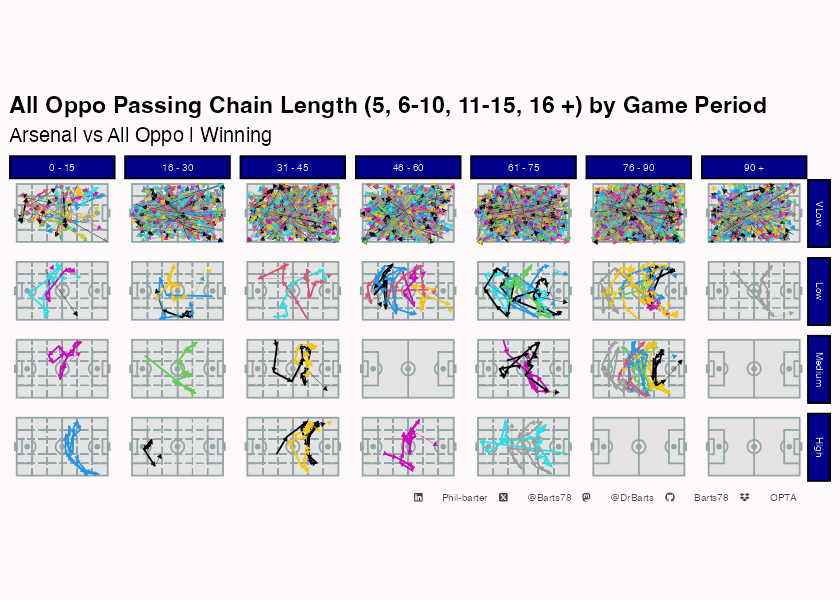 All Oppo Passing Chain Length (5, 6-10, 11-15, 16 +) by Game Period
Arsenal vs All Oppo | Winning
0 - 15 16 - 30 31 - 45 46 - 60 61 - 75 76 - 90 90 +
V.Low
Low
Medium
High
Phil-barter @Barts78 @DrBarts Barts78 OPTA